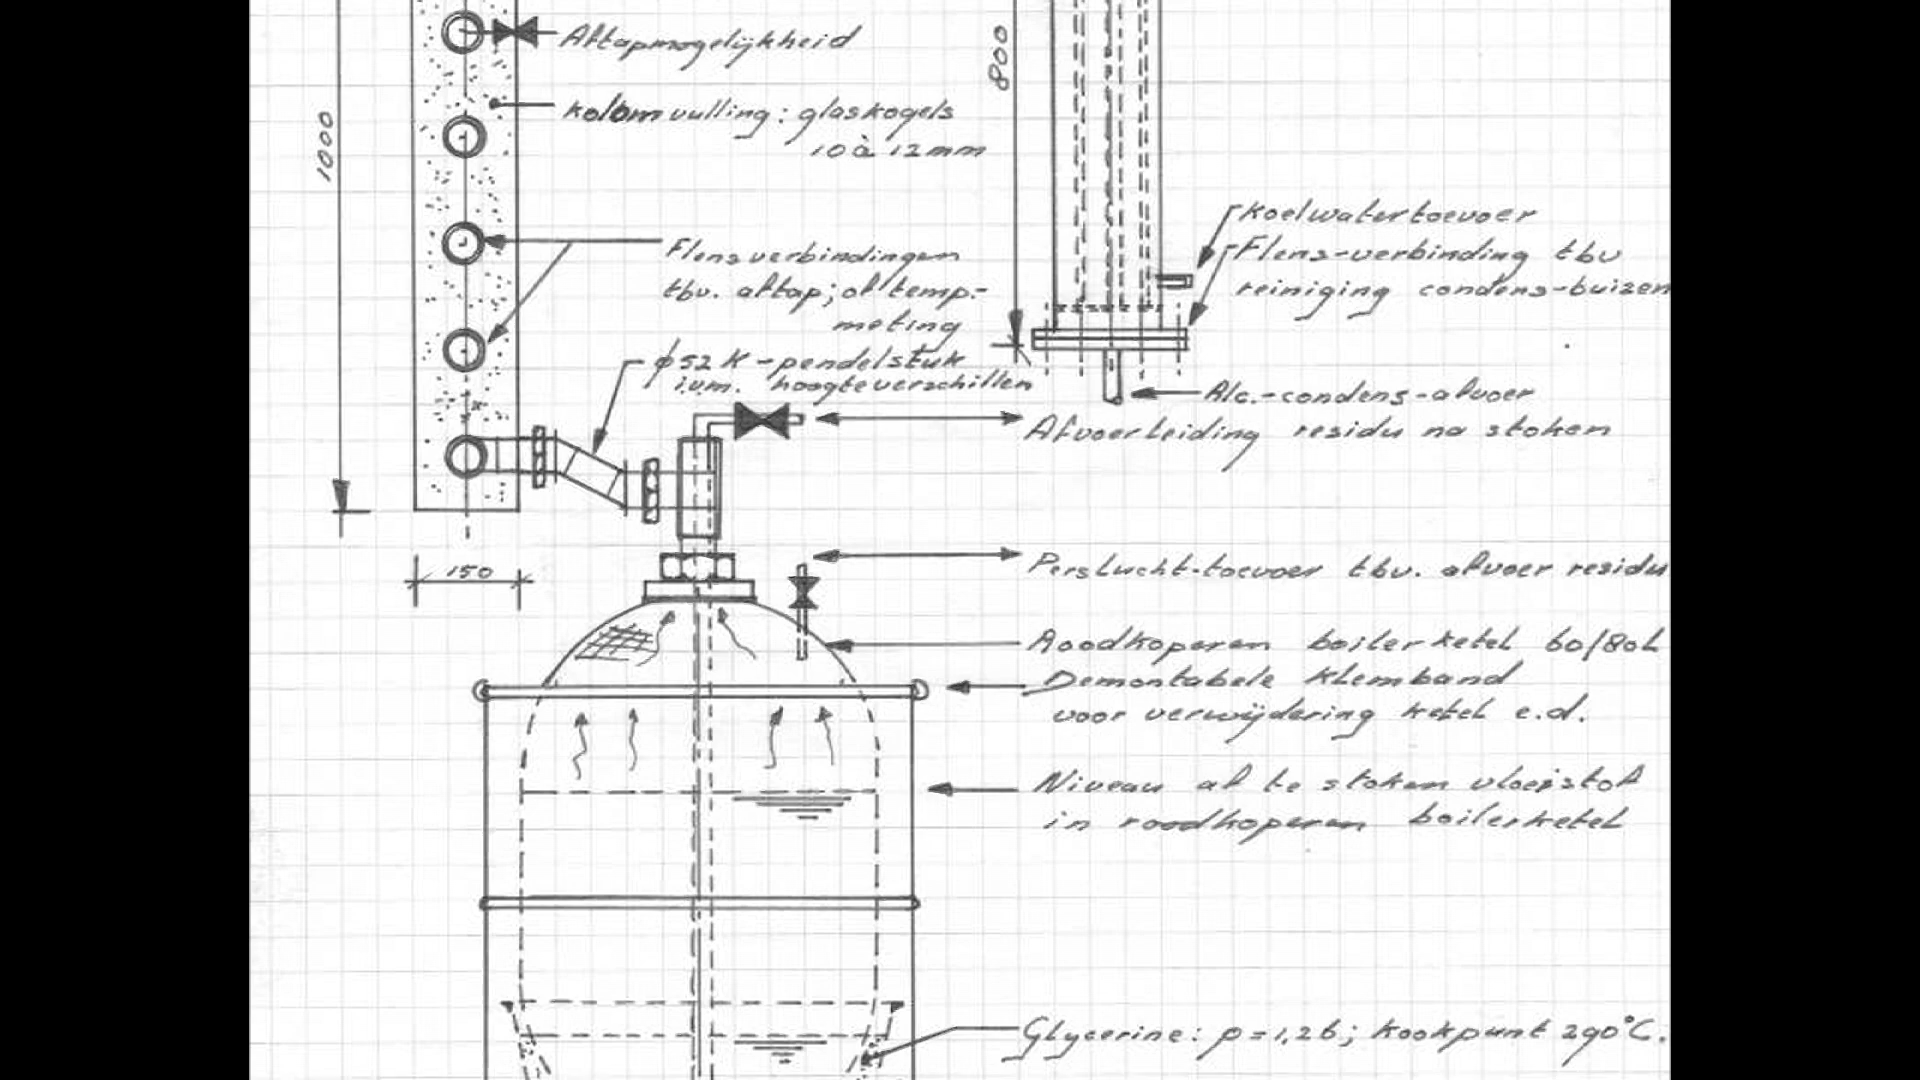 Aftapmogelijkheid
800
1000
Kolomvulling: glaskogels
10 à 12mm
Koelwatertoevoer
Flensverbindingen
Flens-verbinding tbv
tbv. aftap; of temp.-
reiniging condens-buizen
meting
ϕ52 K-pendelstuk
i.v.m. hoogteverschillen
Alc.-condens-afvoer
Afvoerleiding residu na stoken
150
Perslucht-toevoer tbv. afvoer residu
Roodkoperen boilerketel 60/80L
Demontabele klemband
voor verwijdering ketel e.d.
Niveau af te stoken vloeistof
in roodkoperen boilerketel
Glycerine: ρ=1,26; kookpunt 290°C.